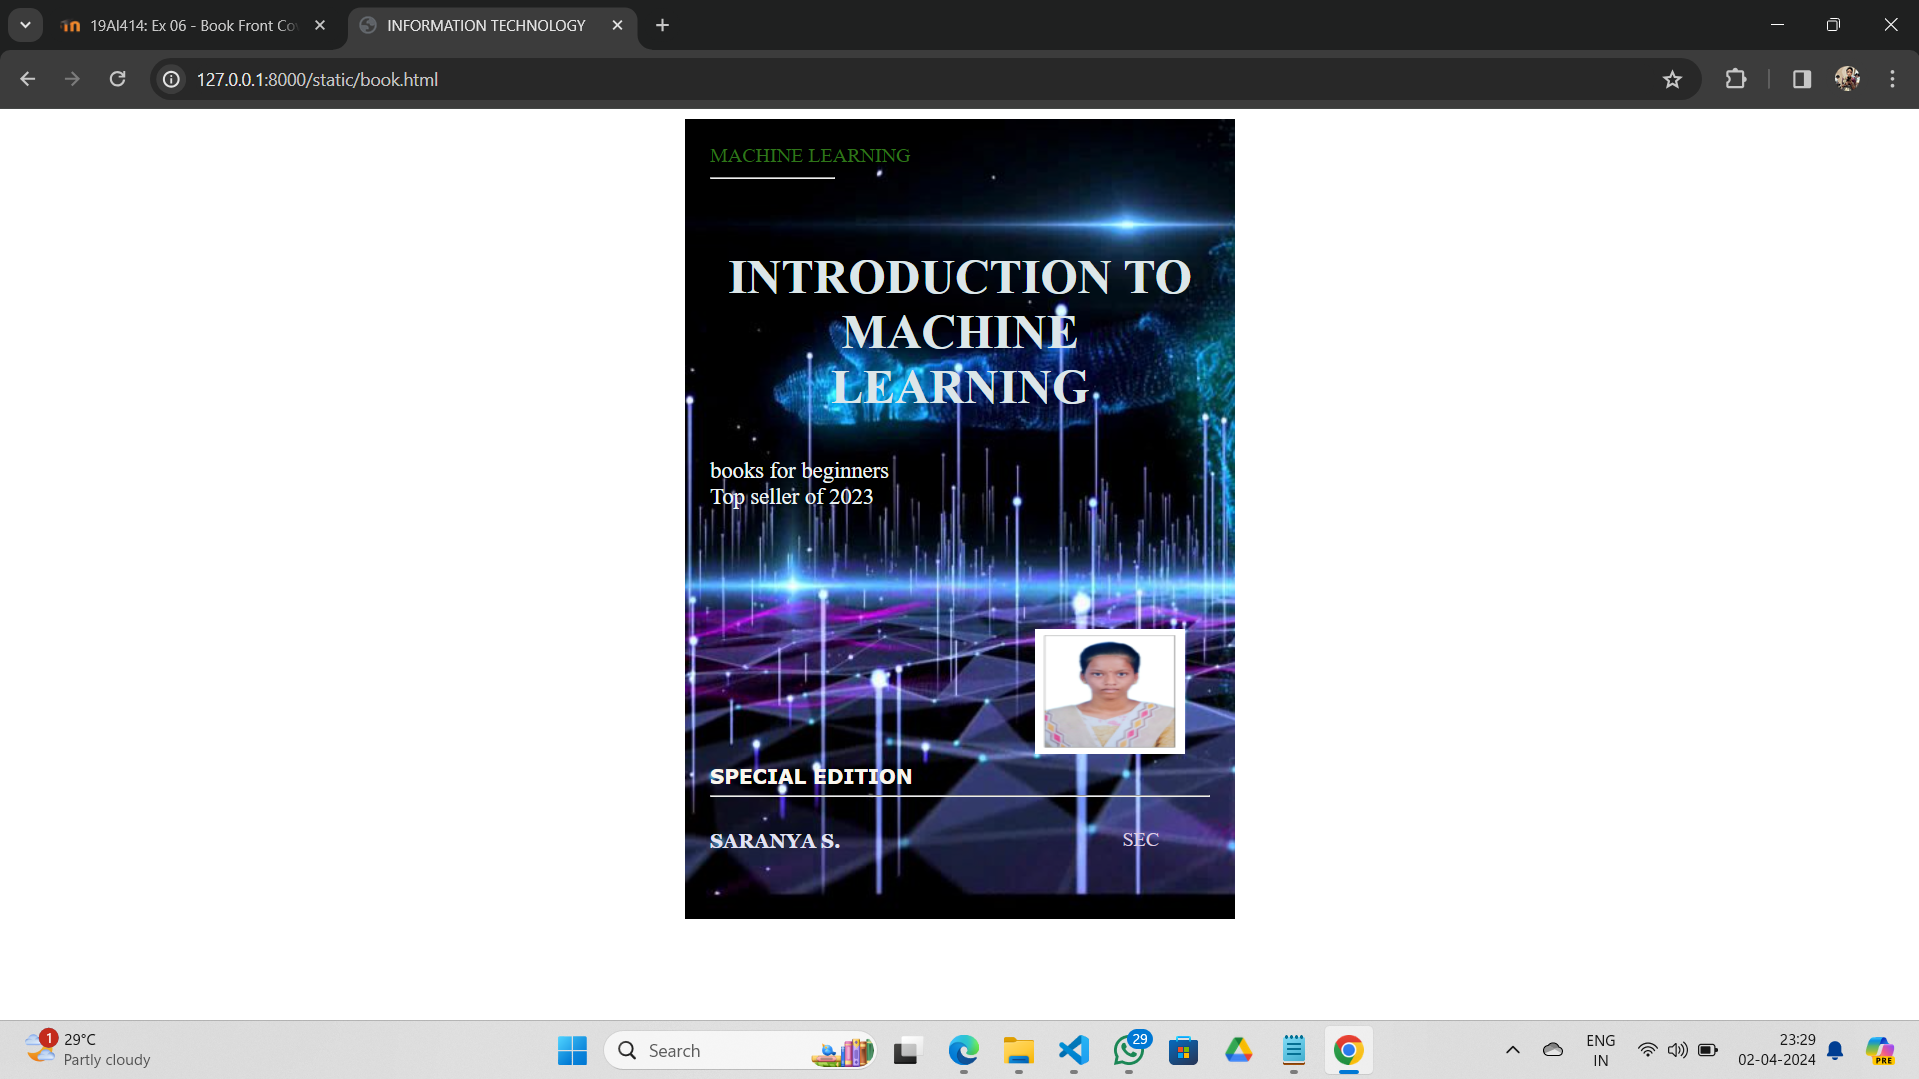 19AI414: Ex 06 - Book Front Co
INFORMATION TECHNOLOGY
127.0.0.1:8000/static/book.html
MACHINE LEARNING
INTRODUCTION TO
MACHINE
LEARNING
books for beginners
Top seller of 2023
SPECIAL EDITION
SARANYA S.
SEC
1
29°C
Partly cloudy
Search
29
ENG
IN
23:29
02-04-2024
PRE